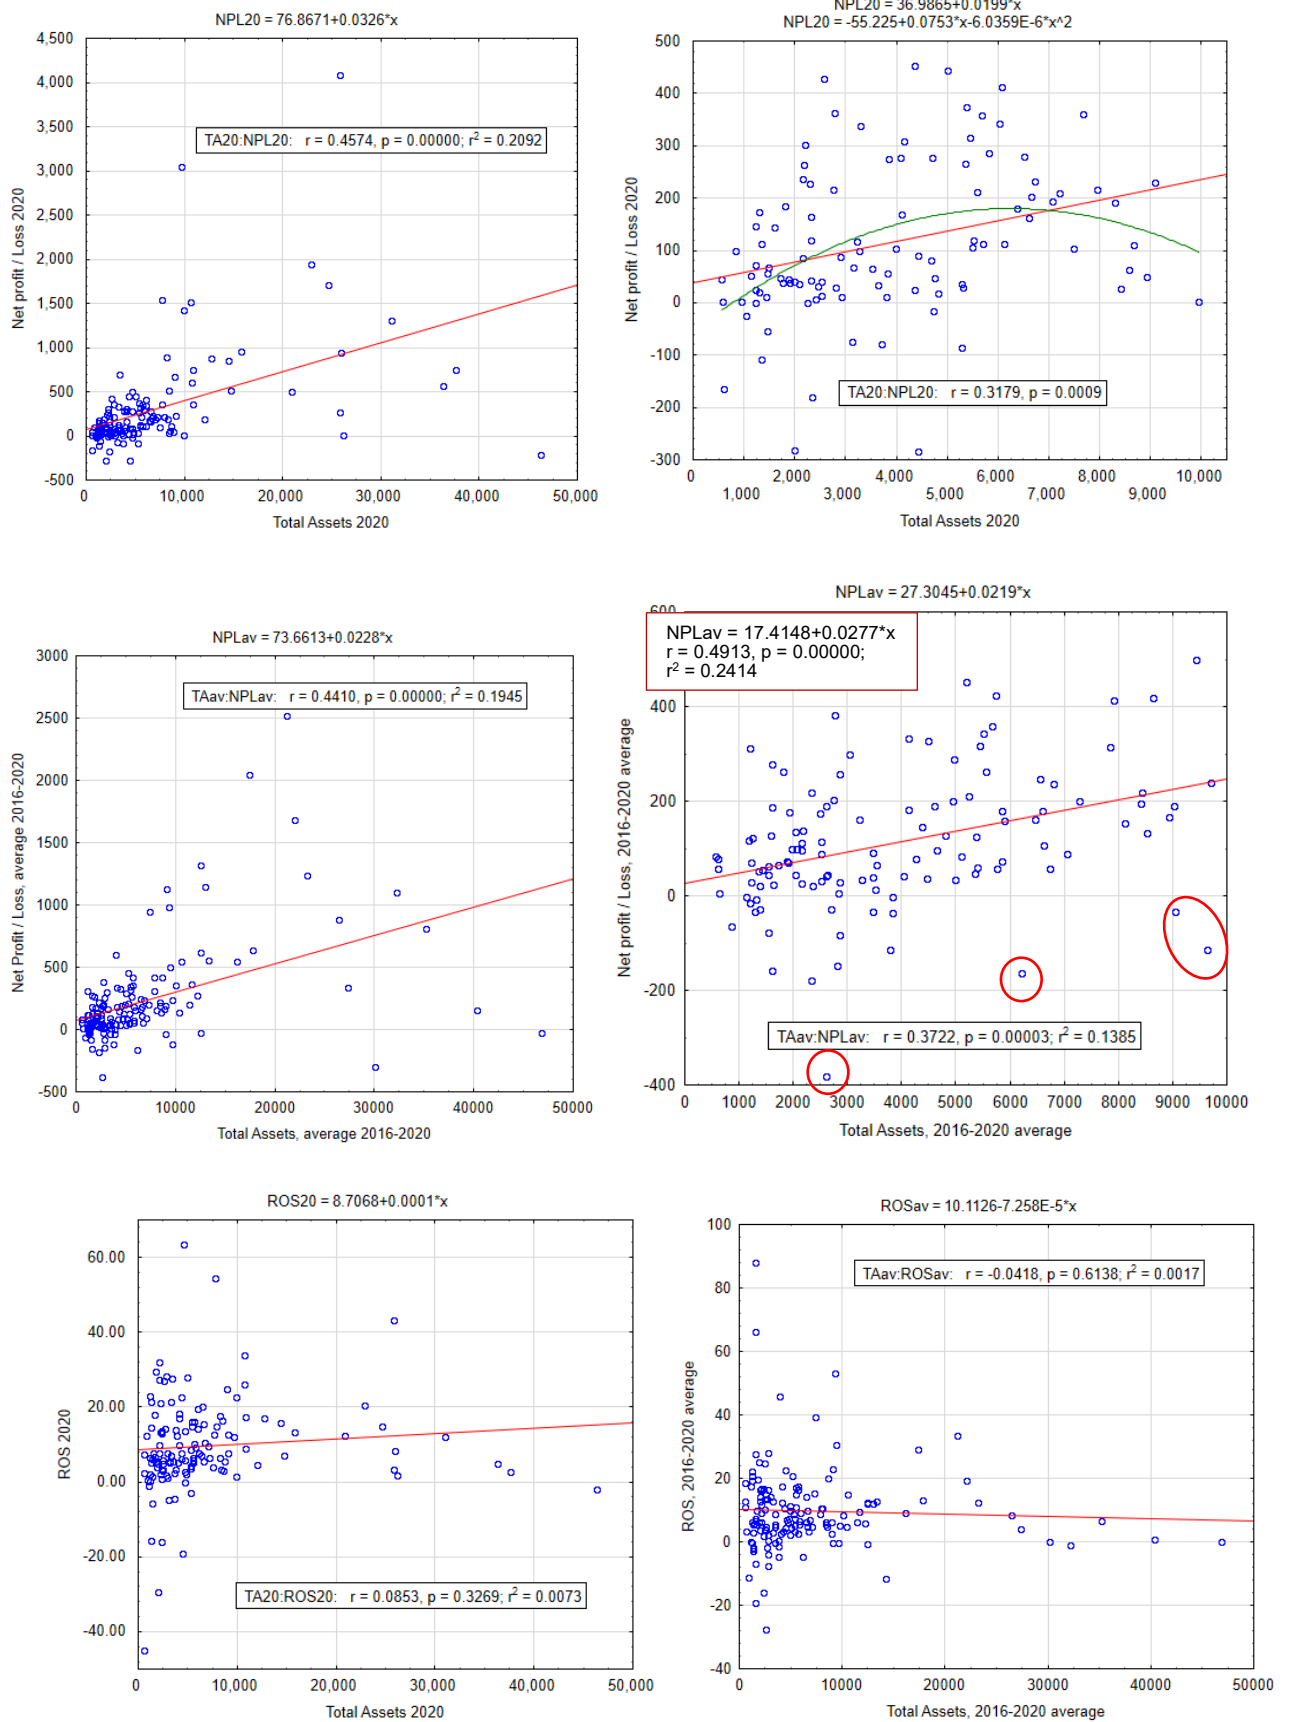 NPL20 = 76.8671+0.0326*x
4,500
4,000
3,500
3,000
2,500
2,000
1,500
1,000
500
0
-500
TA20:NPL20: r = 0.4574, p = 0.00000; r² = 0.2092
Net profit / Loss 2020
0 10,000 20,000 30,000 40,000 50,000
Total Assets 2020
NPL20 = 36.9865+0.0199*x
NPL20 = -55.225+0.0753*x-6.0359E-6*x^2
500
400
300
200
100
0
-100
-200
-300
TA20:NPL20: r = 0.3179, p = 0.0009
Net profit / Loss 2020
0 2,000 4,000 6,000 8,000 10,000
1,000 3,000 5,000 7,000 9,000
Total Assets 2020
NPLav = 73.6613+0.0228*x
3000
2500
2000
1500
1000
500
0
-500
TAav:NPLav: r = 0.4410, p = 0.00000; r² = 0.1945
Net Profit / Loss, average 2016-2020
0 10000 20000 30000 40000 50000
Total Assets, average 2016-2020
NPLav = 27.3045+0.0219*x
600
NPLav = 17.4148+0.0277*x
r = 0.4913, p = 0.00000;
r² = 0.2414
400
200
0
-200
-400
TAav:NPLav: r = 0.3722, p = 0.00003; r² = 0.1385
Net profit / Loss, 2016-2020 average
0 1000 2000 3000 4000 5000 6000 7000 8000 9000 10000
Total Assets, 2016-2020 average
ROS20 = 8.7068+0.0001*x
60.00
40.00
20.00
0.00
-20.00
-40.00
TA20:ROS20: r = 0.0853, p = 0.3269; r² = 0.0073
ROS 2020
0 10,000 20,000 30,000 40,000 50,000
Total Assets 2020
ROSav = 10.1126-7.258E-5*x
100
80
60
40
20
0
-20
-40
TAav:ROSav: r = -0.0418, p = 0.6138; r² = 0.0017
ROS, 2016-2020 average
0 10000 20000 30000 40000 50000
Total Assets, 2016-2020 average